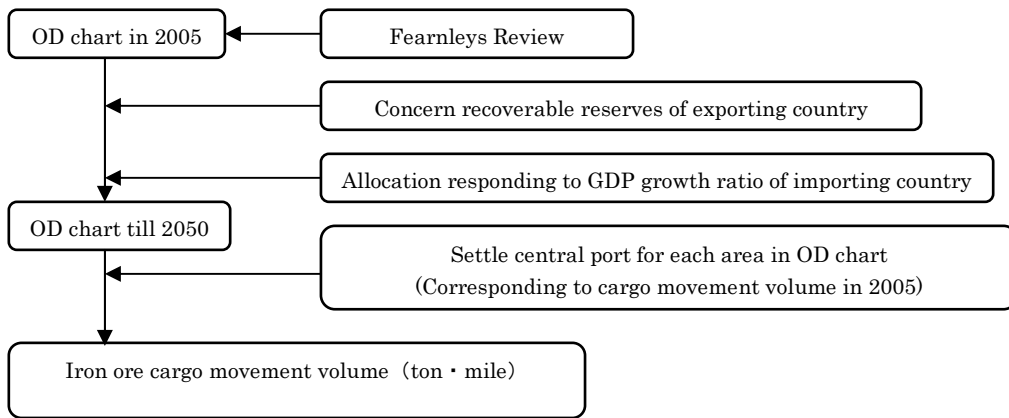 OD chart in 2005
Fearnleys Review
Concern recoverable reserves of exporting country
Allocation responding to GDP growth ratio of importing country
OD chart till 2050
Settle central port for each area in OD chart
(Corresponding to cargo movement volume in 2005)
Iron ore cargo movement volume（ton・mile）